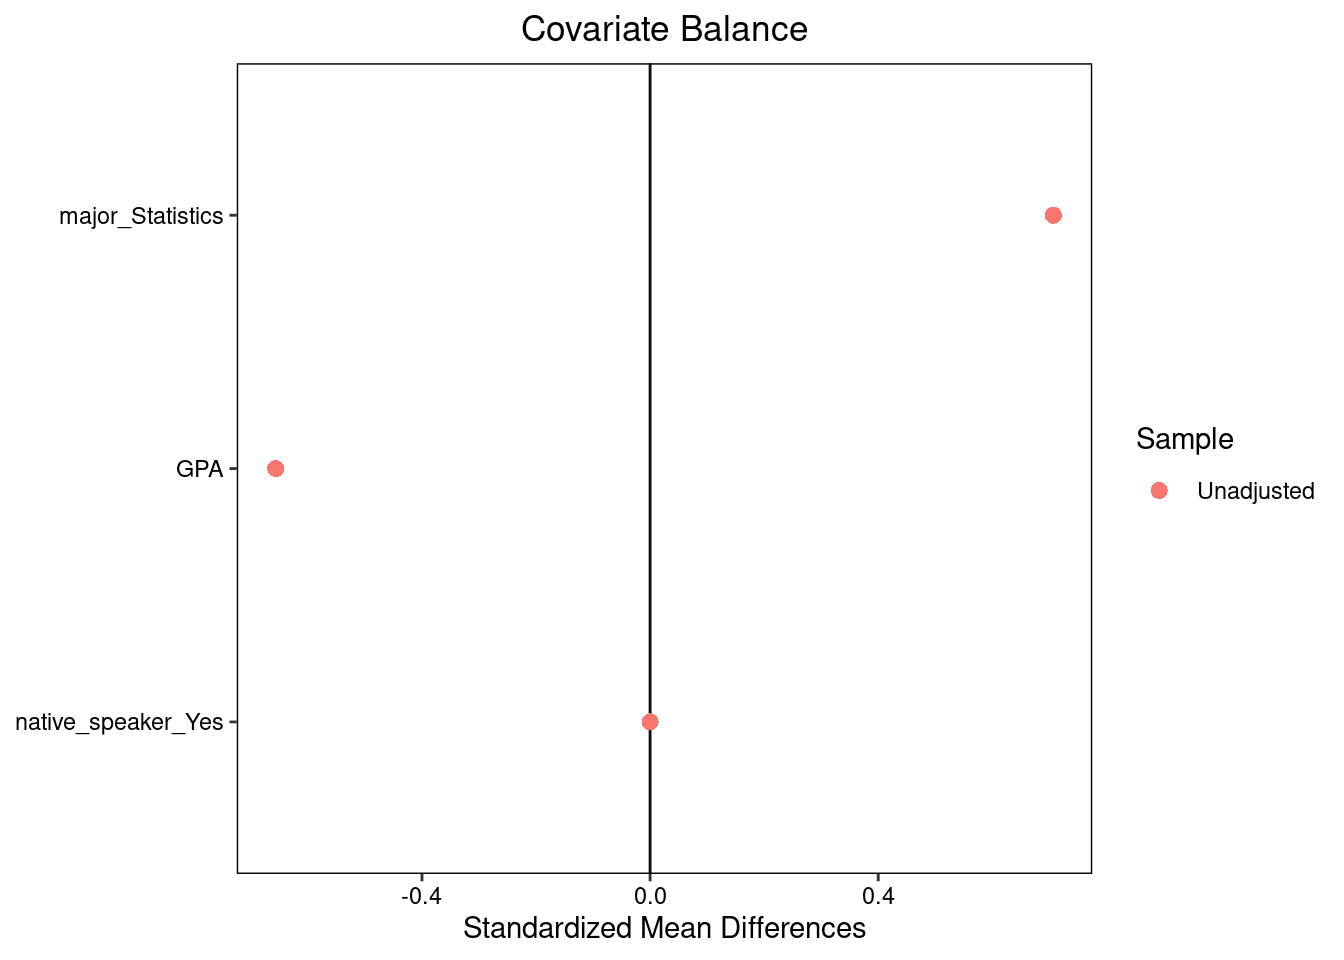 Covariate Balance
major_Statistics
GPA
native_speaker_Yes
-0.4
0.0
0.4
Standardized Mean Differences
Sample
Unadjusted